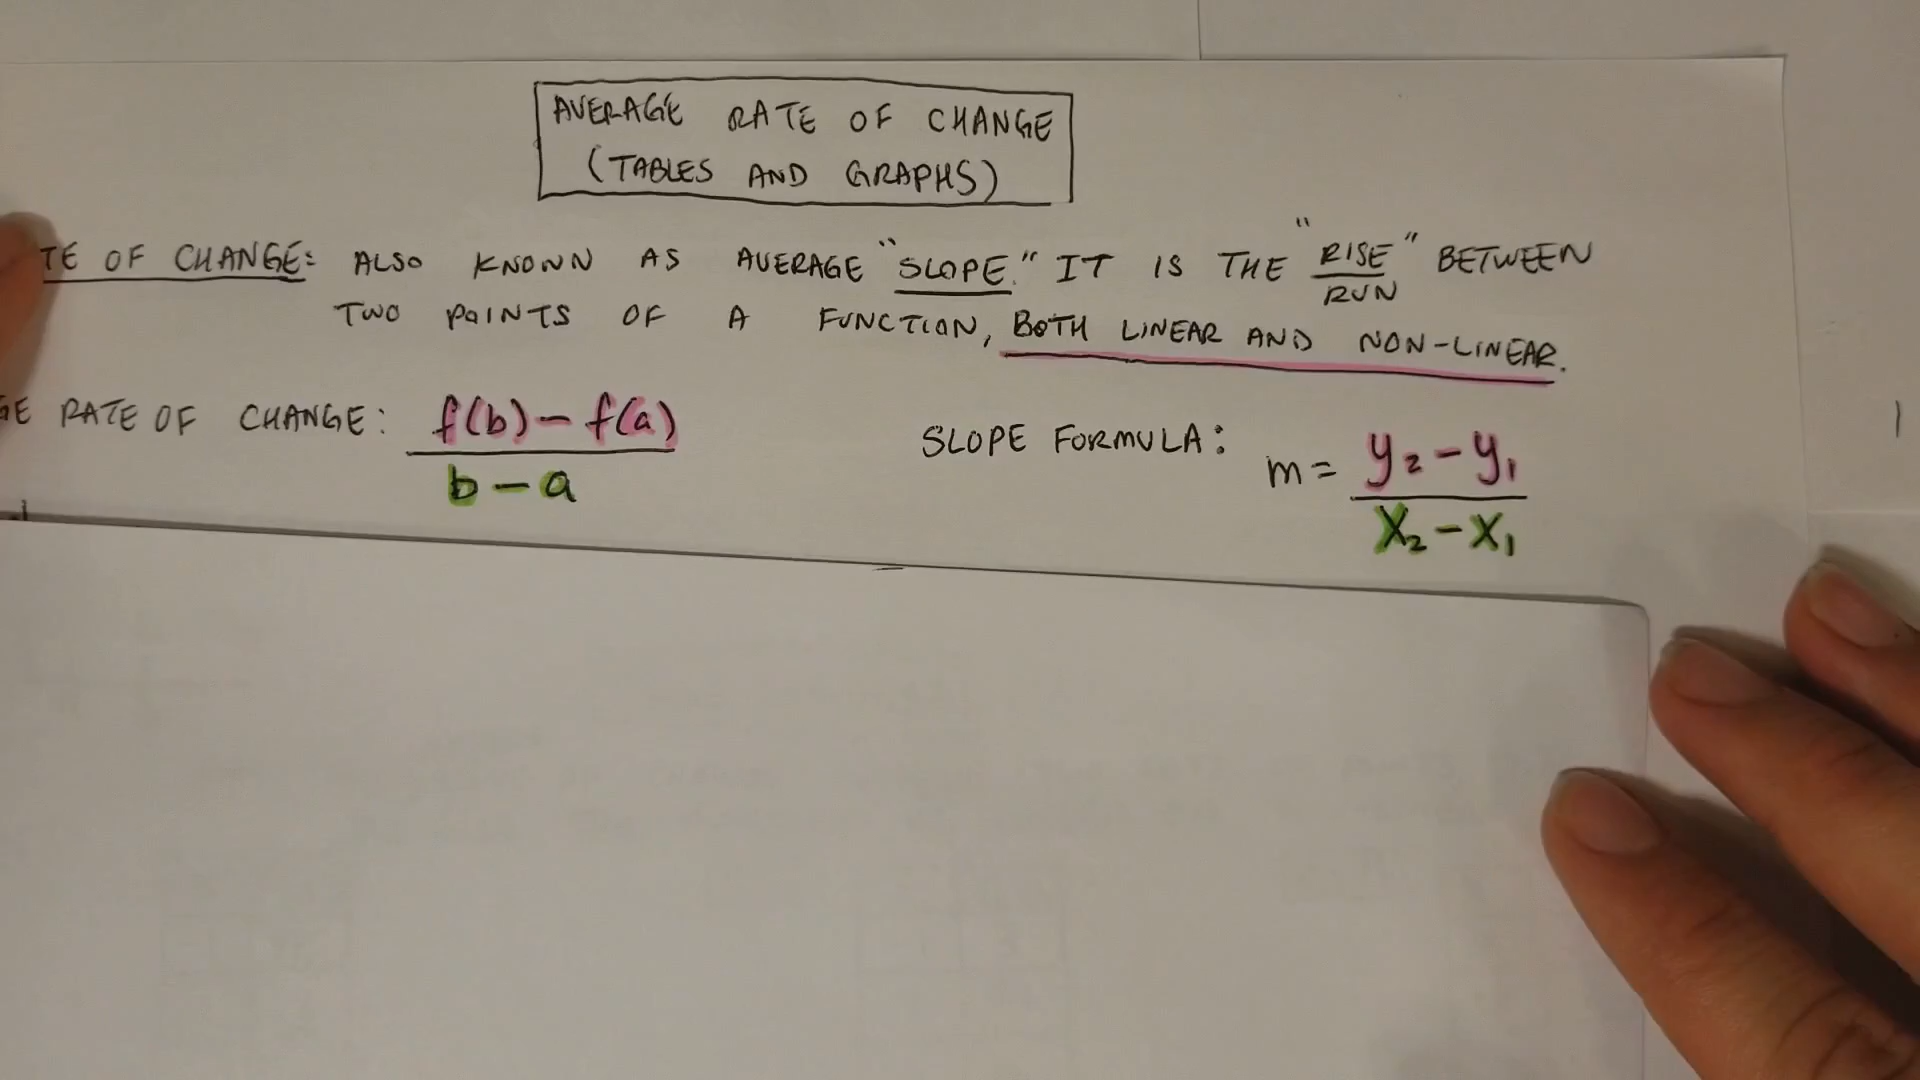 AVERAGE RATE OF CHANGE
(TABLES AND GRAPHS)
TE OF CHANGE: ALSO KNOWN AS AVERAGE "SLOPE." IT IS THE "RISE/RUN" BETWEEN
TWO POINTS OF A FUNCTION, BOTH LINEAR AND NON-LINEAR.
GE RATE OF CHANGE: f(b) - f(a)
b - a
SLOPE FORMULA: m = y₂ - y₁
x₂ - x₁